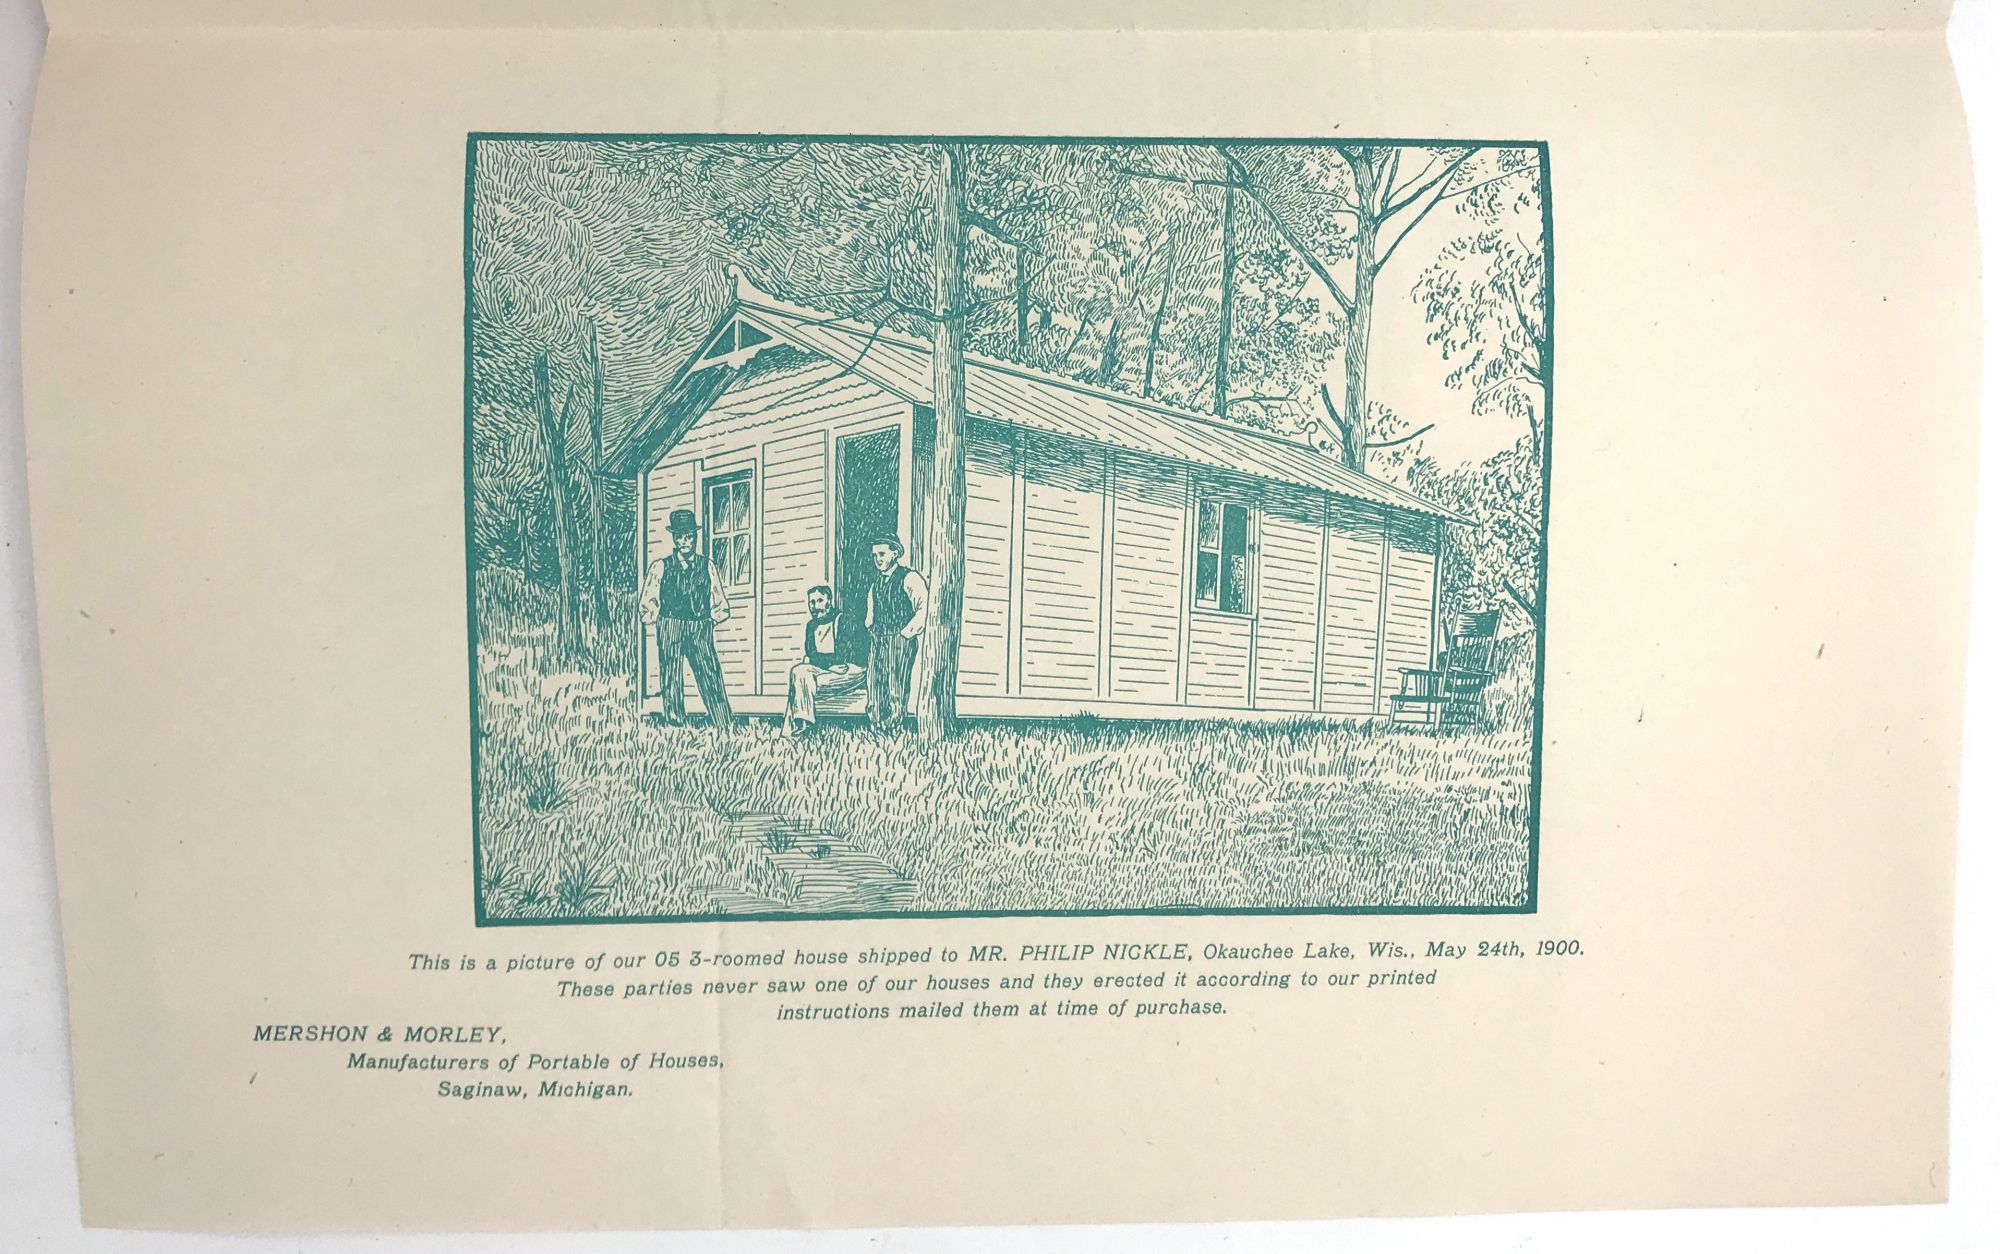 This is a picture of our 05 3-roomed house shipped to MR. PHILIP NICKLE, Okauchee Lake, Wis., May 24th, 1900.
These parties never saw one of our houses and they erected it according to our printed
instructions mailed them at time of purchase.
MERSHON & MORLEY,
Manufacturers of Portable of Houses,
Saginaw, Michigan.